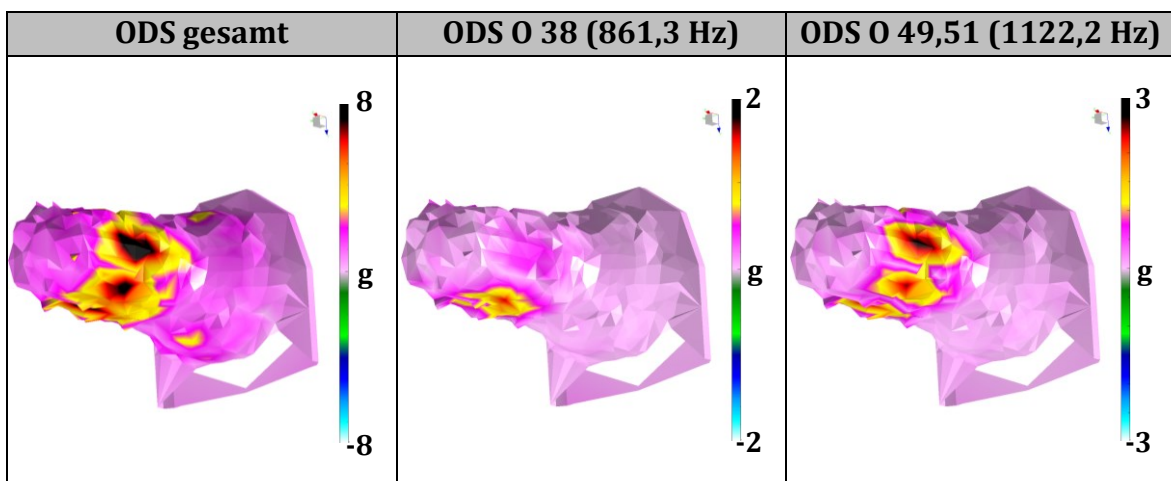 ODS gesamt
ODS O 38 (861,3 Hz)
ODS O 49,51 (1122,2 Hz)
8
g
-8
2
g
-2
3
g
-3